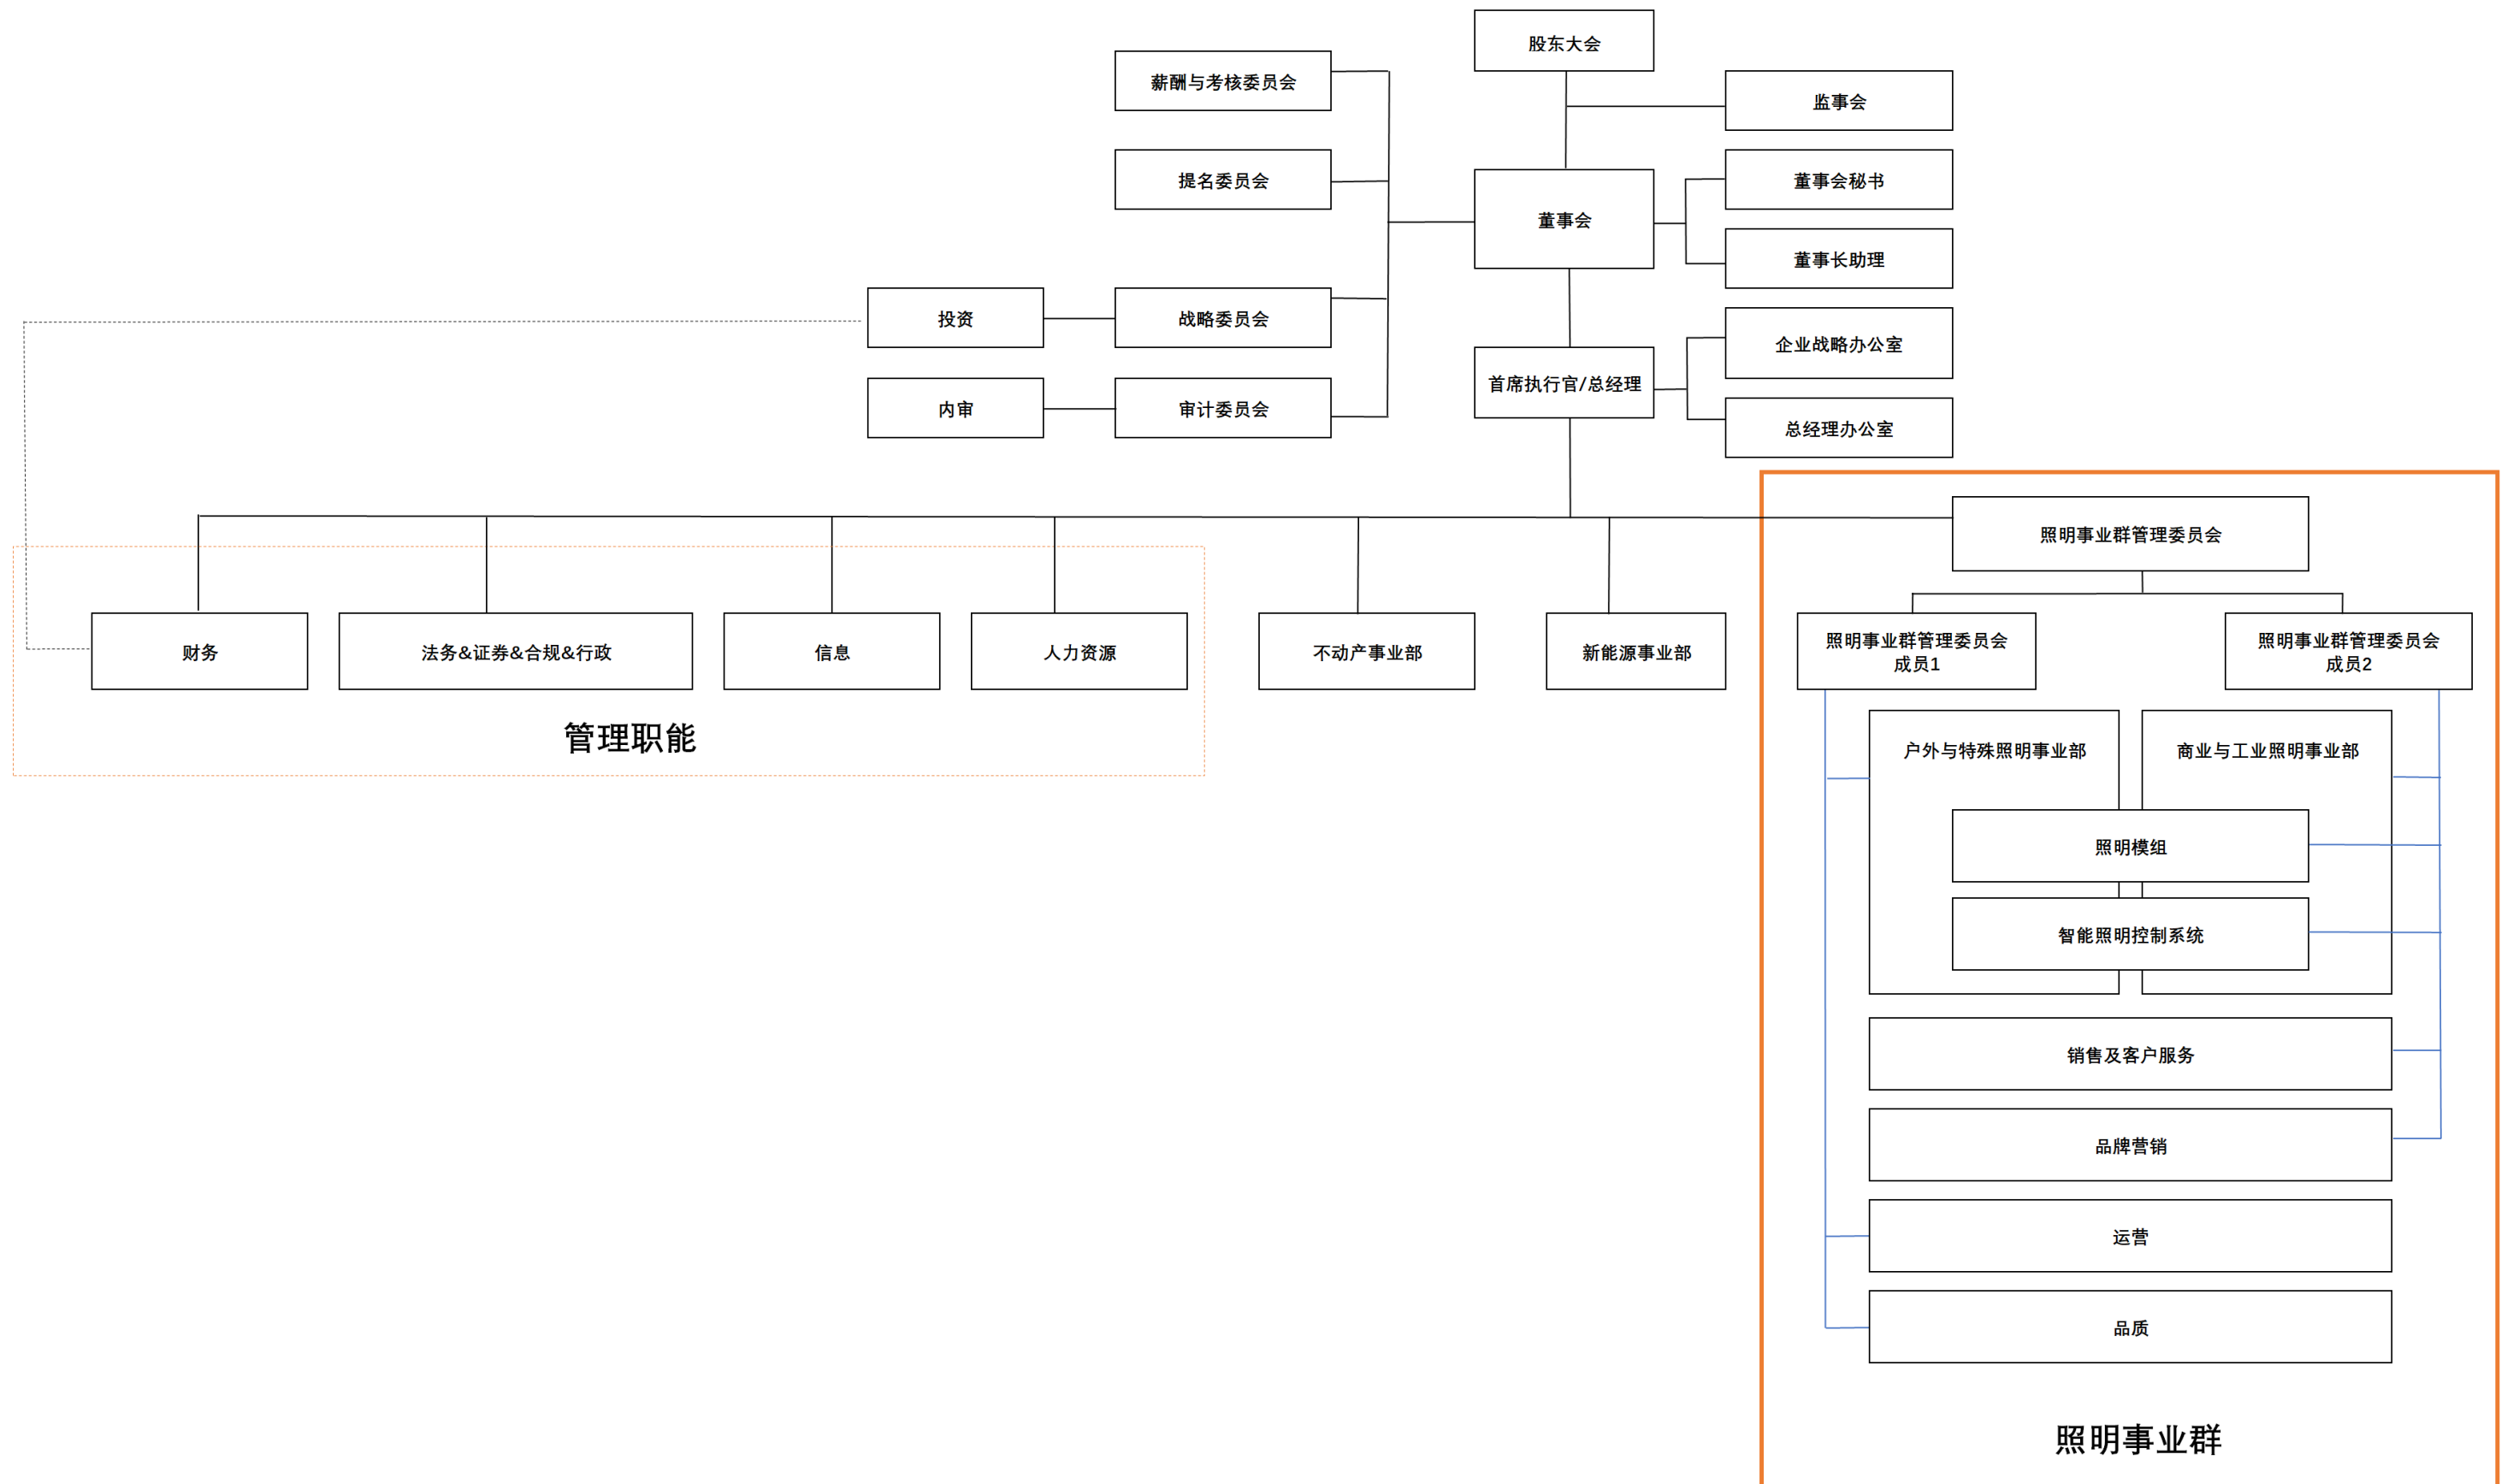 股东大会
薪酬与考核委员会
监事会
提名委员会
董事会秘书
董事会
董事长助理
投资
战略委员会
企业战略办公室
首席执行官/总经理
内审
审计委员会
总经理办公室
照明事业群管理委员会
财务
法务&证券&合规&行政
信息
人力资源
不动产事业部
新能源事业部
照明事业群管理委员会
成员1
照明事业群管理委员会
成员2
管理职能
户外与特殊照明事业部
商业与工业照明事业部
照明模组
智能照明控制系统
销售及客户服务
品牌营销
运营
品质
照明事业群